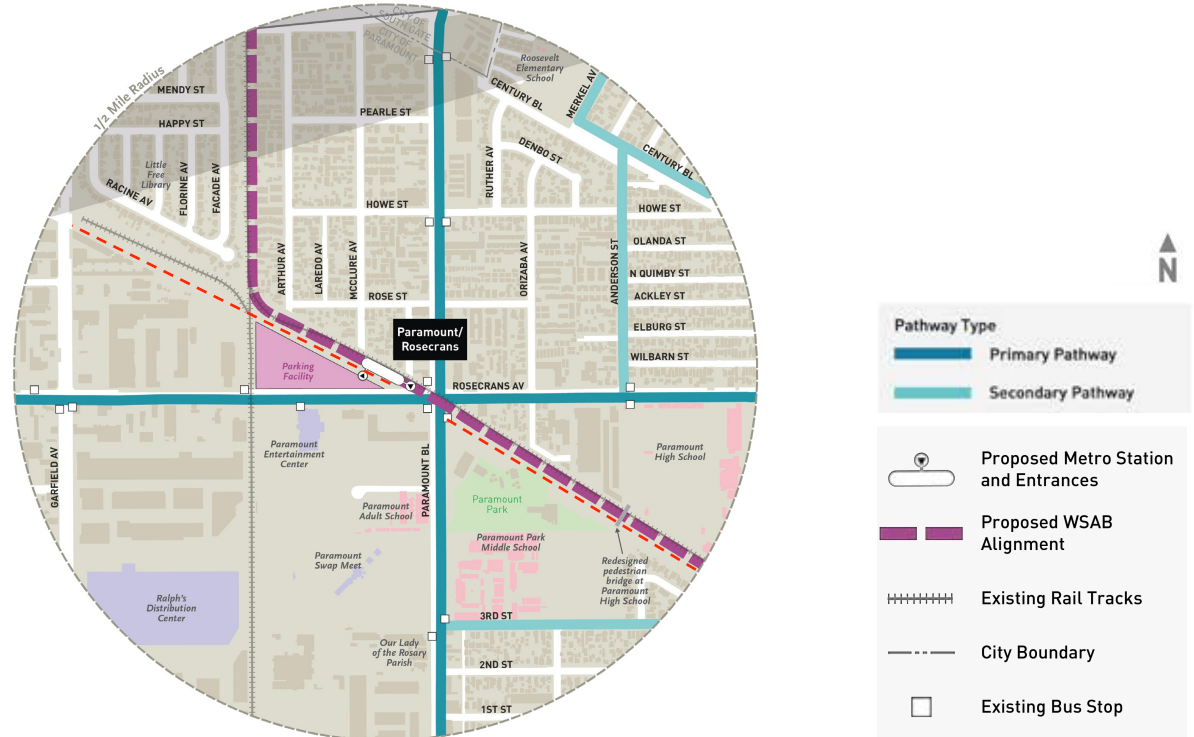 CITY OF
SOUTH GATE
CITY OF
PARAMOUNT
1/2 Mile Radius
Roosevelt
Elementary
School
MENDY ST
HAPPY ST
PEARLE ST
CENTURY BL
MERKEL AV
Little
Free
Library
RACINE AV
FLORINE AV
FACADE AV
RUTHER AV
DENBO ST
CENTURY BL
HOWE ST
HOWE ST
ARTHUR AV
LAREDO AV
MCCLURE AV
ORIZABA AV
ANDERSON ST
OLANDA ST
N QUIMBY ST
ACKLEY ST
ROSE ST
ELBURG ST
WILBARN ST
Paramount/
Rosecrans
Parking
Facility
ROSECRANS AV
GARFIELD AV
Paramount
Entertainment
Center
PARAMOUNT BL
Paramount
High School
Paramount
Adult School
Paramount
Park
Paramount Park
Middle School
Paramount
Swap Meet
Redesigned
pedestrian
bridge at
Paramount
High School
Ralph's
Distribution
Center
3RD ST
Our Lady
of the Rosary
Parish
2ND ST
1ST ST
N
Pathway Type
Primary Pathway
Secondary Pathway
Proposed Metro Station
and Entrances
Proposed WSAB
Alignment
Existing Rail Tracks
City Boundary
Existing Bus Stop